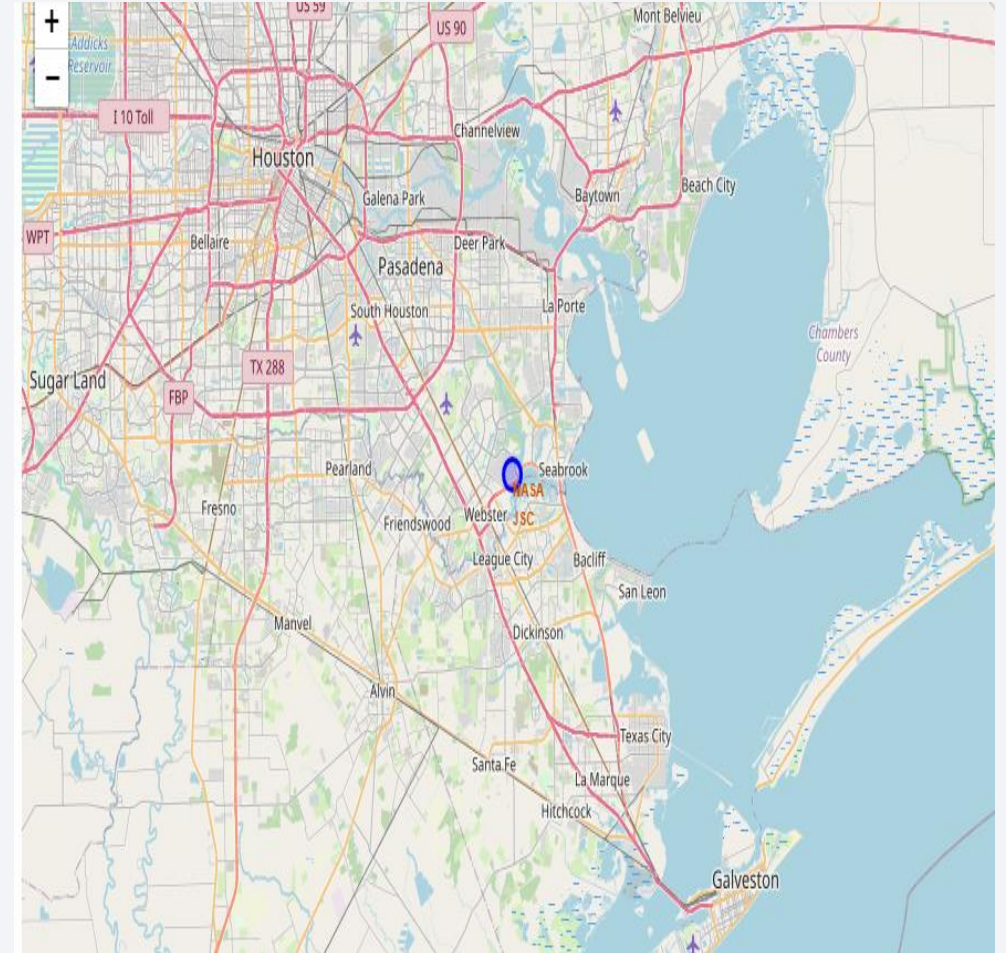 +
−
US 59
US 90
Mont Belvieu
Addicks
Reservoir
I 10 Toll
Channelview
Houston
Galena Park
Baytown
Beach City
WPT
Bellaire
Deer Park
Pasadena
South Houston
La Porte
Chambers
County
TX 288
Sugar Land
FBP
Pearland
Seabrook
NASA
JSC
Fresno
Friendswood
Webster
League City
Bacliff
San Leon
Manvel
Dickinson
Alvin
Texas City
Santa Fe
La Marque
Hitchcock
Galveston